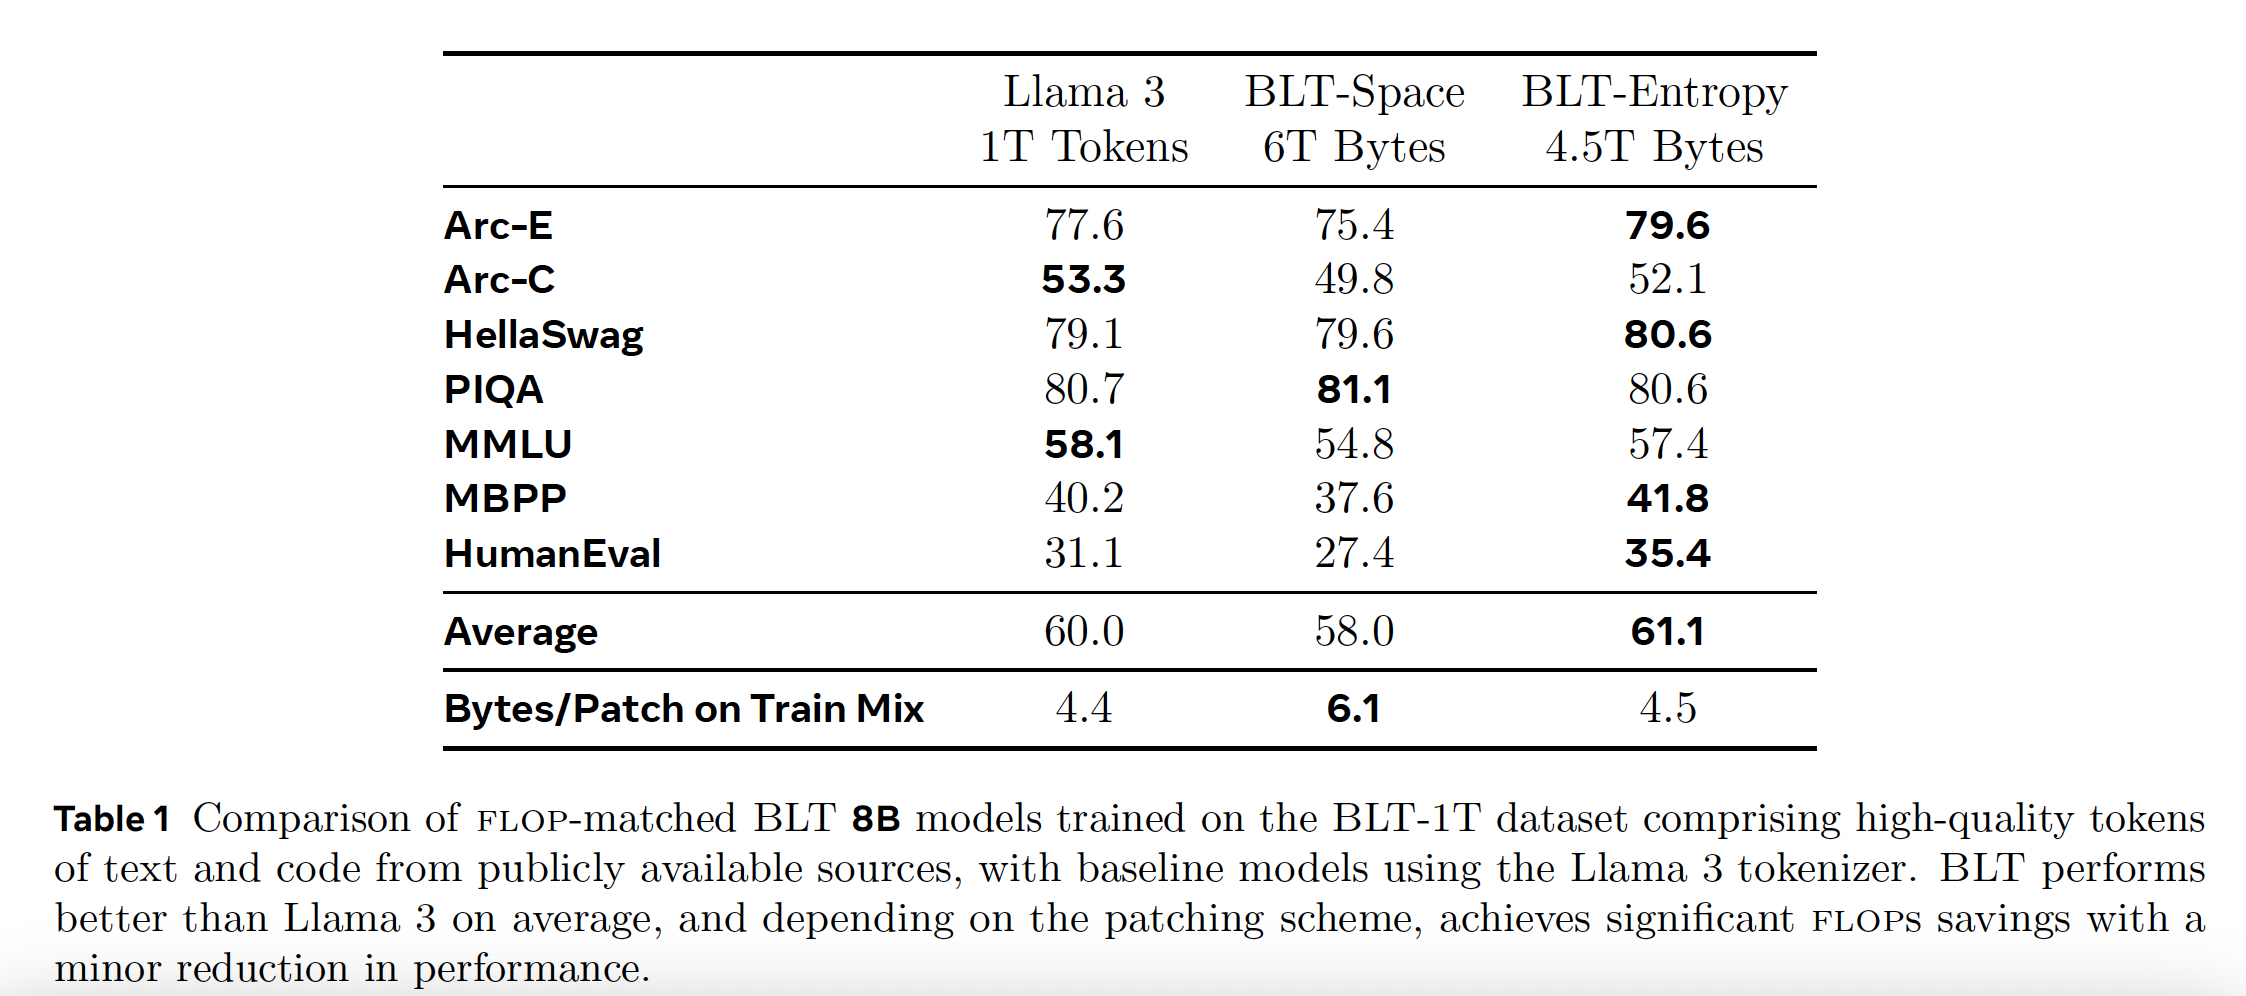 Llama 3 BLT-Space BLT-Entropy
1T Tokens 6T Bytes 4.5T Bytes
Arc-E 77.6 75.4 79.6
Arc-C 53.3 49.8 52.1
HellaSwag 79.1 79.6 80.6
PIQA 80.7 81.1 80.6
MMLU 58.1 54.8 57.4
MBPP 40.2 37.6 41.8
HumanEval 31.1 27.4 35.4
Average 60.0 58.0 61.1
Bytes/Patch on Train Mix 4.4 6.1 4.5
Table 1 Comparison of FLOP-matched BLT 8B models trained on the BLT-1T dataset comprising high-quality tokens
of text and code from publicly available sources, with baseline models using the Llama 3 tokenizer. BLT performs
better than Llama 3 on average, and depending on the patching scheme, achieves significant FLOPs savings with a
minor reduction in performance.